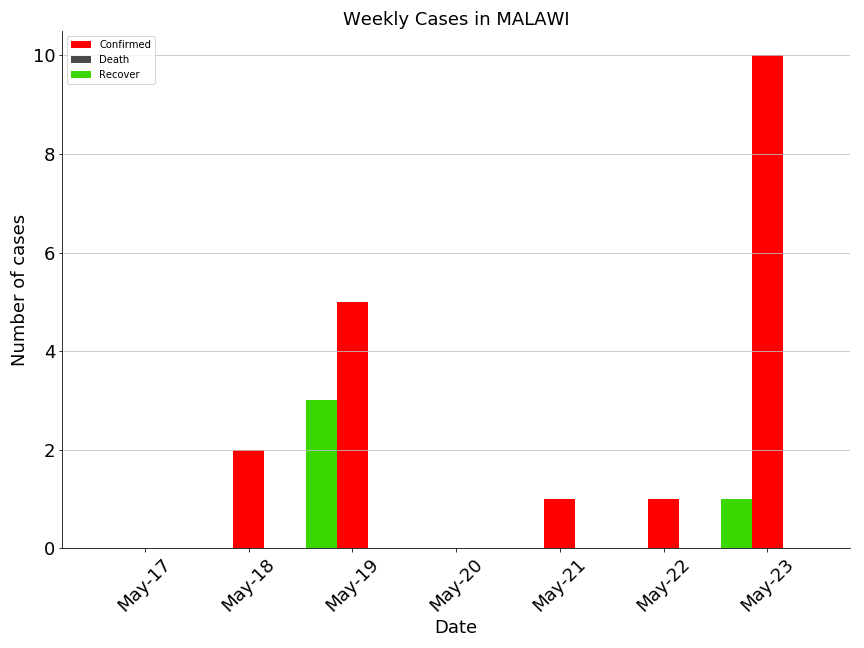 Weekly Cases in MALAWI
Confirmed
Death
Recover
Number of cases
10
8
6
4
2
0
May-17
May-18
May-19
May-20
May-21
May-22
May-23
Date